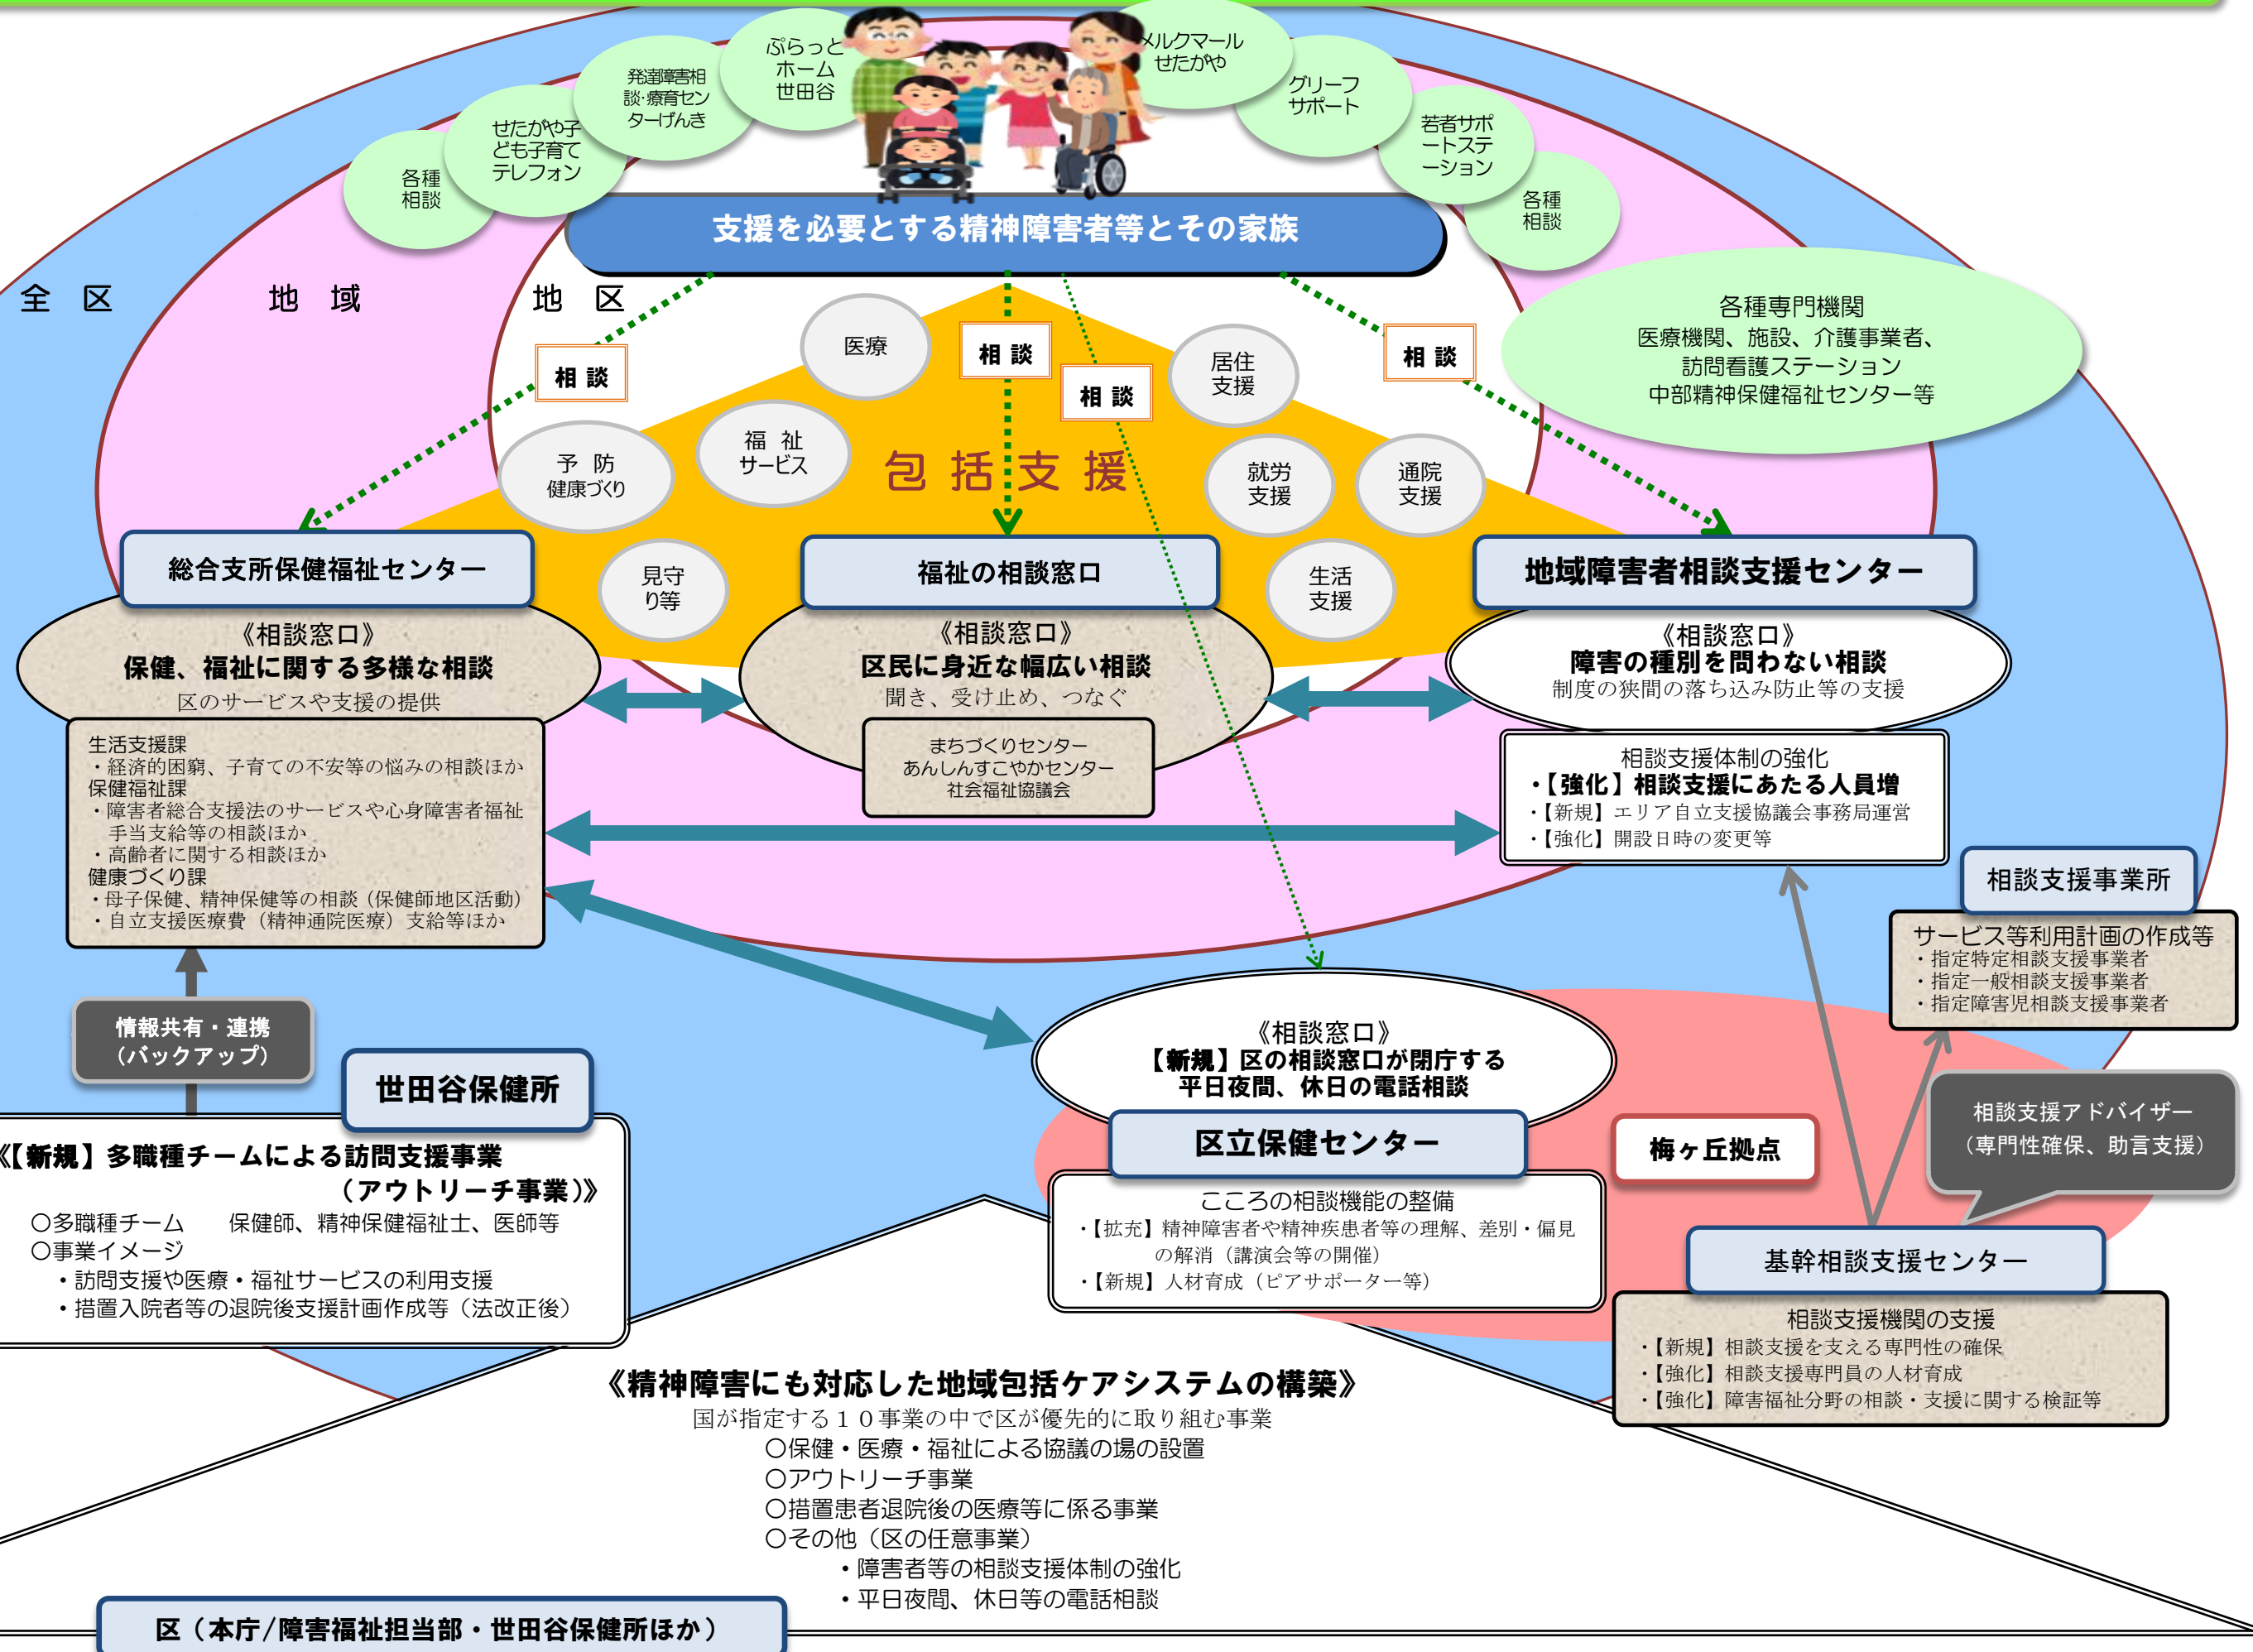 ぷらっと
ホーム
世田谷
メルクマール
せたがや
発達障害相
談・療育セン
ターげんき
グリーフ
サポート
せたがや子
ども子育て
テレフォン
若者サポ
ートステ
ーション
各種
相談
各種
相談
支援を必要とする精神障害者等とその家族
全 区
地 域
地 区
各種専門機関
医療機関、施設、介護事業者、
訪問看護ステーション
中部精神保健福祉センター等
相 談
相 談
相 談
相 談
医療
居住
支援
福 祉
サービス
予 防
健康づくり
包 括 支 援
就労
支援
通院
支援
見守
り等
生活
支援
総合支所保健福祉センター
《相談窓口》
保健、福祉に関する多様な相談
区のサービスや支援の提供
生活支援課
・経済的困窮、子育ての不安等の悩みの相談ほか
保健福祉課
・障害者総合支援法のサービスや心身障害者福祉
手当支給等の相談ほか
・高齢者に関する相談ほか
健康づくり課
・母子保健、精神保健等の相談（保健師地区活動）
・自立支援医療費（精神通院医療）支給等ほか
福祉の相談窓口
《相談窓口》
区民に身近な幅広い相談
聞き、受け止め、つなぐ
まちづくりセンター
あんしんすこやかセンター
社会福祉協議会
地域障害者相談支援センター
《相談窓口》
障害の種別を問わない相談
制度の狭間の落ち込み防止等の支援
相談支援体制の強化
・【強化】相談支援にあたる人員増
・【新規】エリア自立支援協議会事務局運営
・【強化】開設日時の変更等
相談支援事業所
サービス等利用計画の作成等
・指定特定相談支援事業者
・指定一般相談支援事業者
・指定障害児相談支援事業者
情報共有・連携
（バックアップ）
世田谷保健所
《【新規】多職種チームによる訪問支援事業
（アウトリーチ事業）》
○多職種チーム 保健師、精神保健福祉士、医師等
○事業イメージ
・訪問支援や医療・福祉サービスの利用支援
・措置入院者等の退院後支援計画作成等（法改正後）
《相談窓口》
【新規】区の相談窓口が閉庁する
平日夜間、休日の電話相談
区立保健センター
こころの相談機能の整備
・【拡充】精神障害者や精神疾患者等の理解、差別・偏見
の解消（講演会等の開催）
・【新規】人材育成（ピアサポーター等）
梅ヶ丘拠点
相談支援アドバイザー
（専門性確保、助言支援）
基幹相談支援センター
相談支援機関の支援
・【新規】相談支援を支える専門性の確保
・【強化】相談支援専門員の人材育成
・【強化】障害福祉分野の相談・支援に関する検証等
《精神障害にも対応した地域包括ケアシステムの構築》
国が指定する１０事業の中で区が優先的に取り組む事業
○保健・医療・福祉による協議の場の設置
○アウトリーチ事業
○措置患者退院後の医療等に係る事業
○その他（区の任意事業）
・障害者等の相談支援体制の強化
・平日夜間、休日等の電話相談
区（本庁/障害福祉担当部・世田谷保健所ほか）